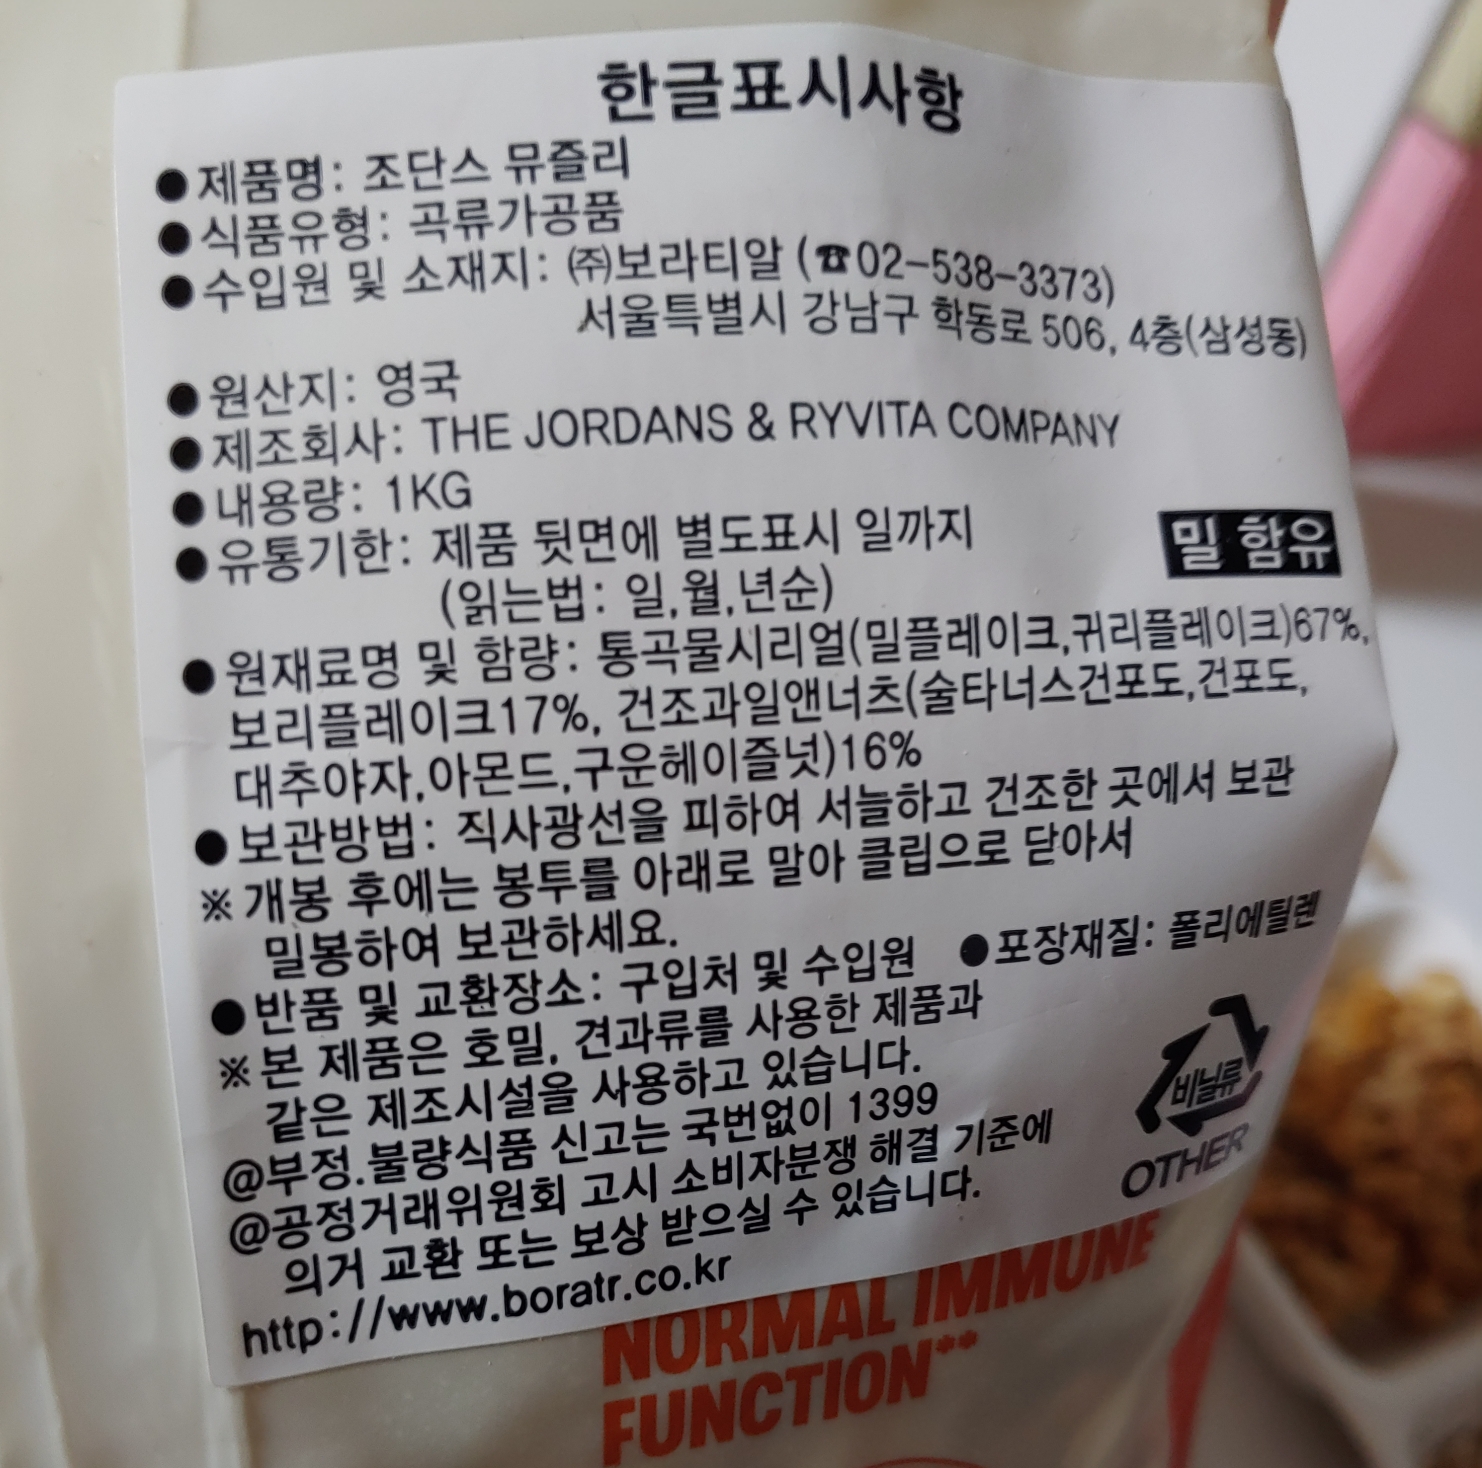 한글표시사항
●제품명: 조단스 뮤즐리
●식품유형: 곡류가공품
●수입원 및 소재지: ㈜보라티알 (☎02-538-3373)
서울특별시 강남구 학동로 506, 4층(삼성동)
●원산지: 영국
●제조회사: THE JORDANS & RYVITA COMPANY
●내용량: 1KG
●유통기한: 제품 뒷면에 별도표시 일까지
(읽는법: 일,월,년순)
밀 함유
●원재료명 및 함량: 통곡물시리얼(밀플레이크,귀리플레이크)67%,
보리플레이크17%, 건조과일앤너츠(술타너스건포도,건포도,
대추야자,아몬드,구운헤이즐넛)16%
●보관방법: 직사광선을 피하여 서늘하고 건조한 곳에서 보관
※개봉 후에는 봉투를 아래로 말아 클립으로 닫아서
밀봉하여 보관하세요.
●반품 및 교환장소: 구입처 및 수입원 ●포장재질: 폴리에틸렌
※본 제품은 호밀, 견과류를 사용한 제품과
같은 제조시설을 사용하고 있습니다.
@부정.불량식품 신고는 국번없이 1399
@공정거래위원회 고시 소비자분쟁 해결 기준에
의거 교환 또는 보상 받으실 수 있습니다.
http://www.boratr.co.kr
비닐류
OTHER
NORMAL IMMUNE
FUNCTION**